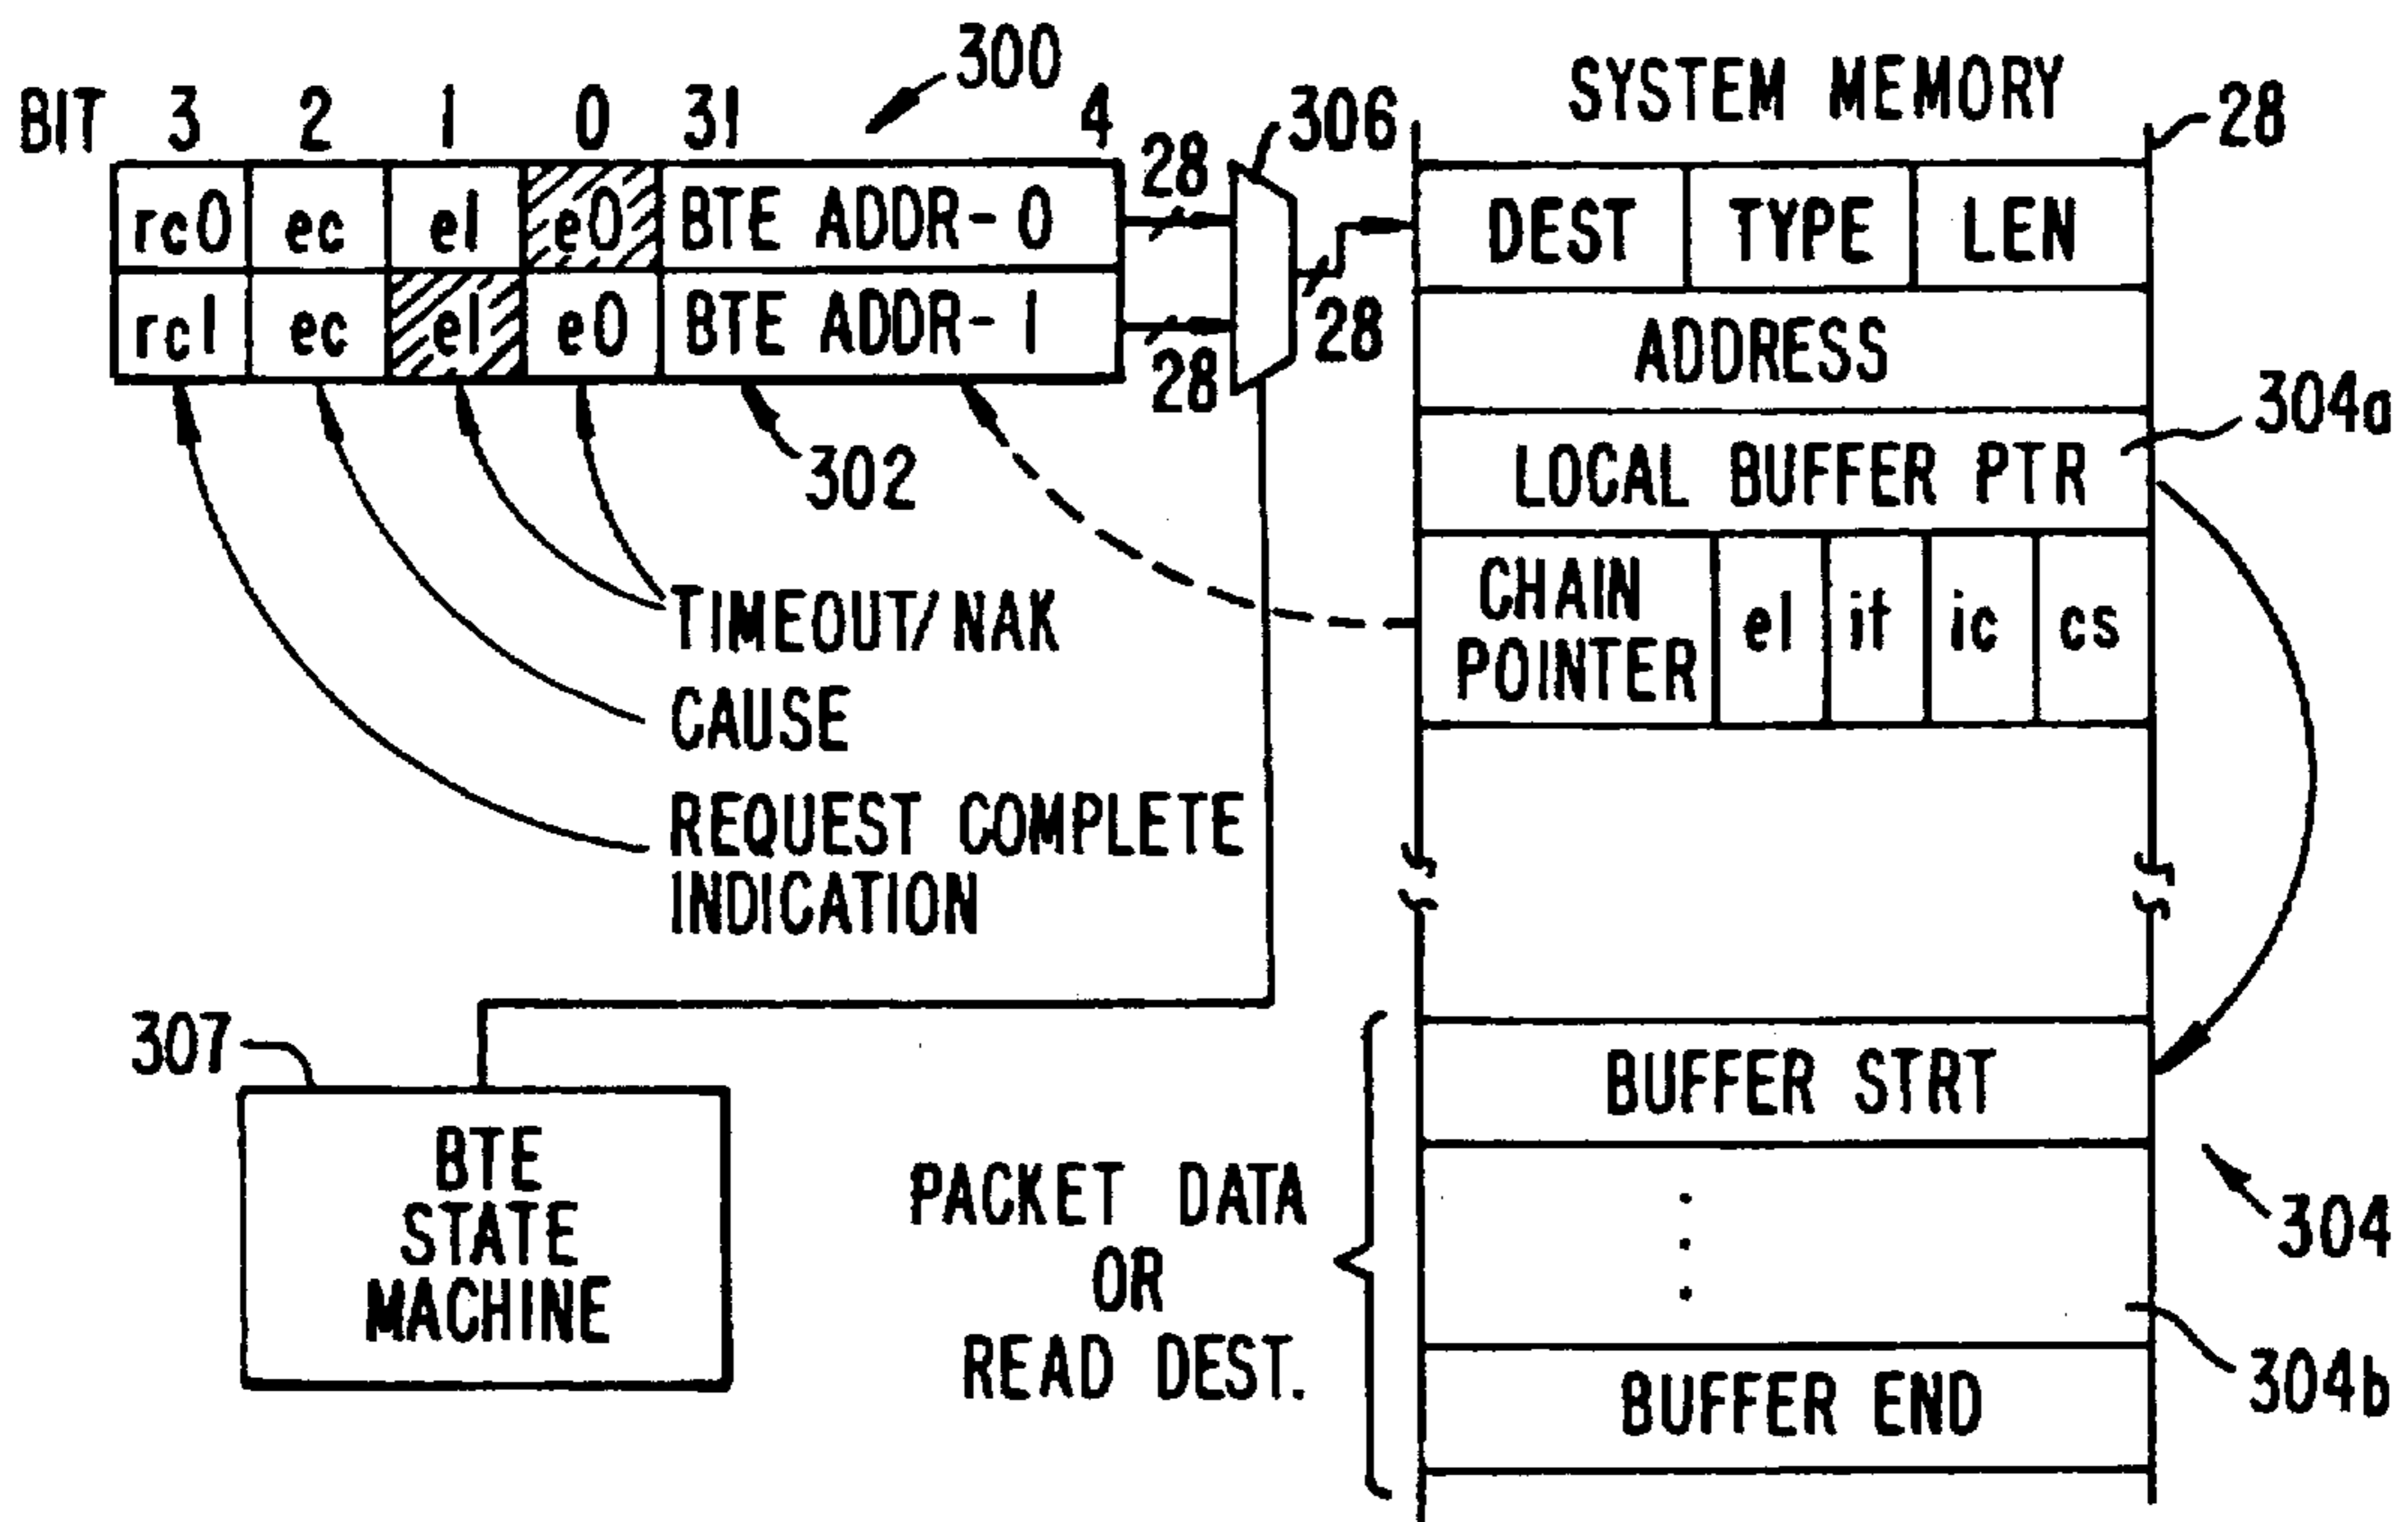 300
SYSTEM MEMORY
BIT 3 2 1 0 31 4
28
306
28
rc0 ec e1 e0 BTE ADDR-0
DEST TYPE LEN
rc1 ec e1 e0 BTE ADDR-1
28
28
ADDRESS
302
304a
LOCAL BUFFER PTR
TIMEOUT/NAK
CHAIN
POINTER
el it ic cs
CAUSE
REQUEST COMPLETE
INDICATION
307
BTE
STATE
MACHINE
BUFFER STRT
PACKET DATA
OR
READ DEST.
304
304b
BUFFER END